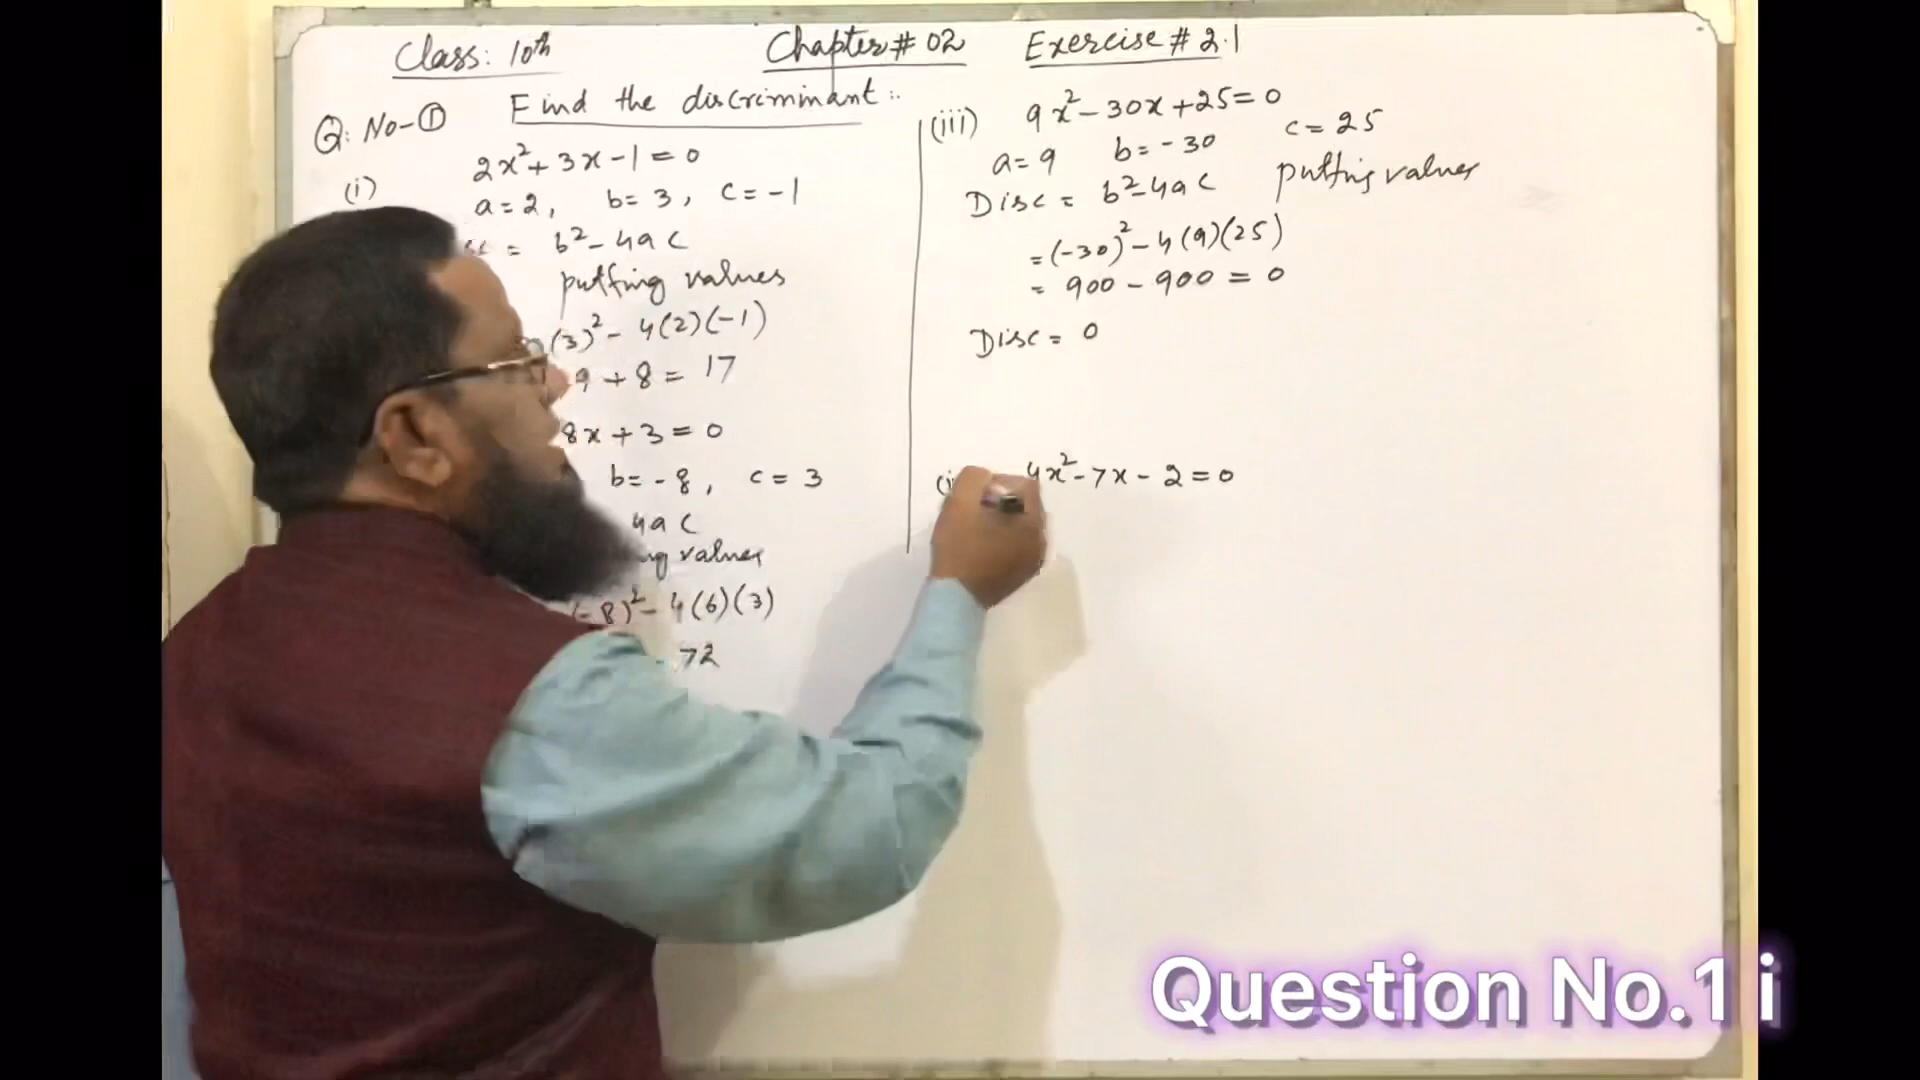 Class: 10th
Chapter # 02
Exercise # 2.1
Q: No-①
Find the discriminant:.
(i)
2x² + 3x - 1 = 0
a = 2, b = 3, c = -1
= b² - 4ac
putting values
(3)² - 4(2)(-1)
9 + 8 = 17
8x + 3 = 0
b = -8, c = 3
4ac
values
-8)² - 4(6)(3)
72
(iii) 9x² - 30x + 25 = 0
a = 9 b = -30 c = 25
Disc = b² - 4ac putting values
= (-30)² - 4(9)(25)
= 900 - 900 = 0
Disc = 0
4x² - 7x - 2 = 0
Question No.1 i